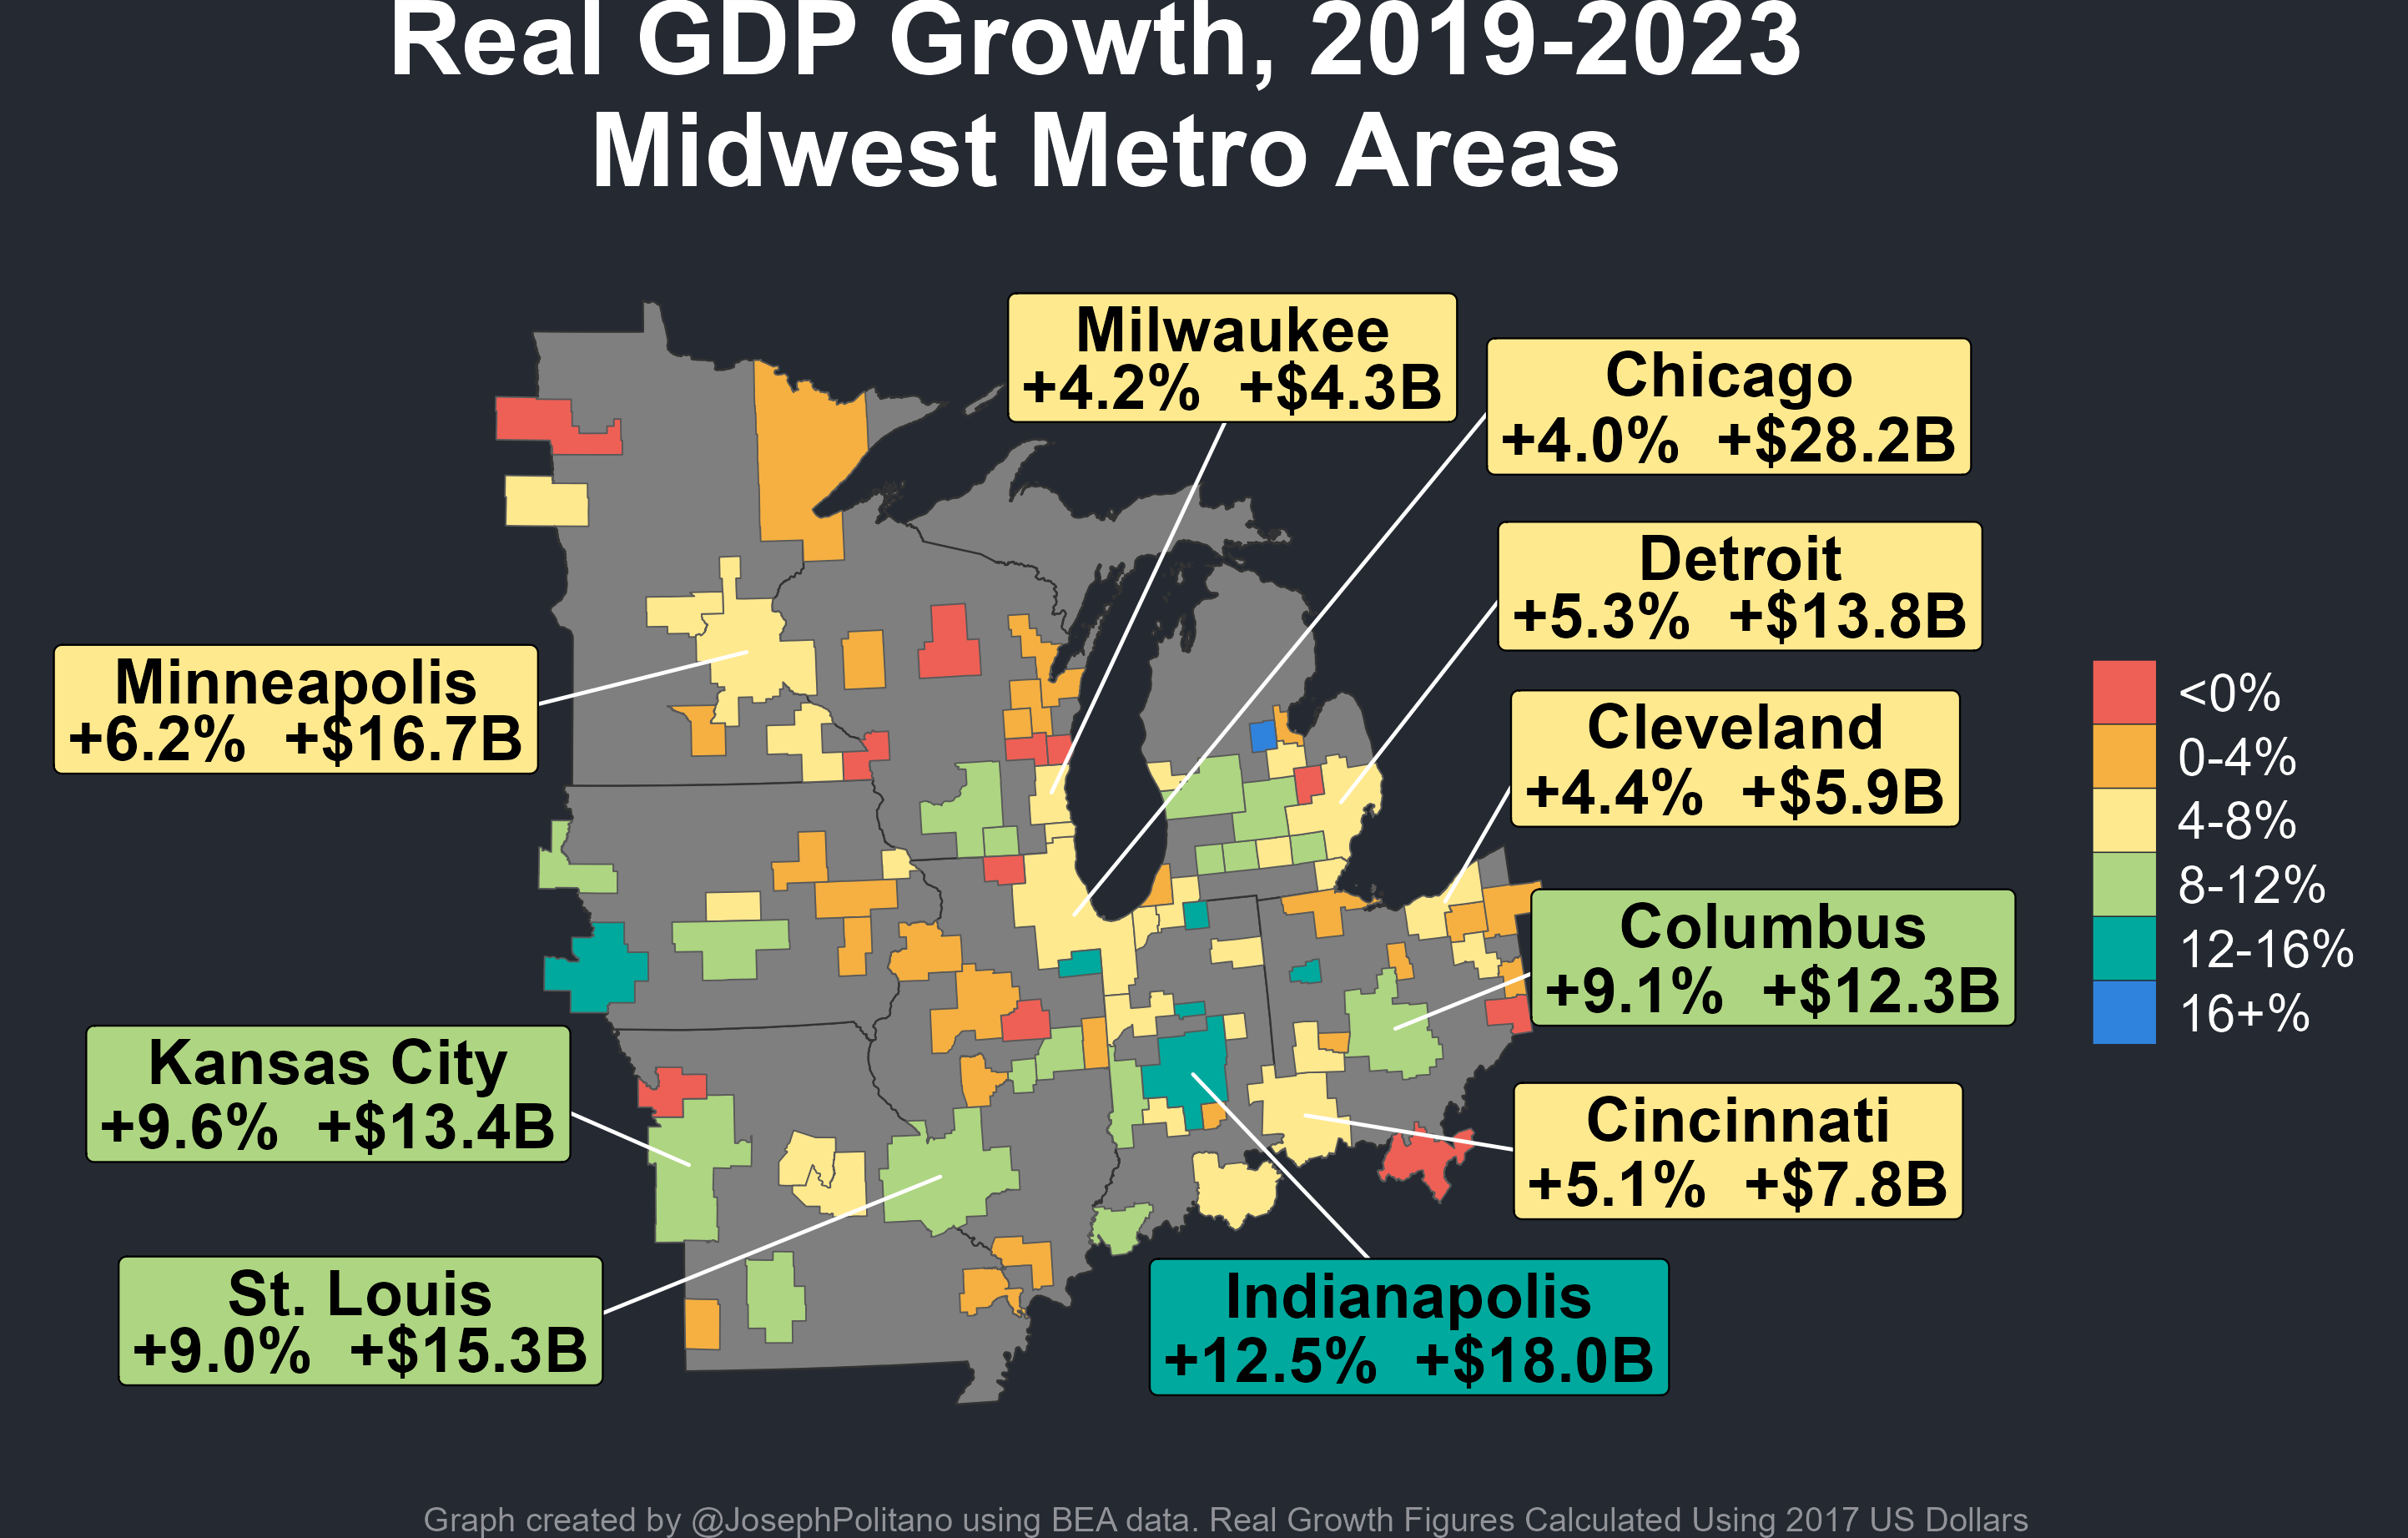 Real GDP Growth, 2019-2023
Midwest Metro Areas
Milwaukee
+4.2% +$4.3B
Chicago
+4.0% +$28.2B
Detroit
+5.3% +$13.8B
Minneapolis
+6.2% +$16.7B
Cleveland
+4.4% +$5.9B
Columbus
+9.1% +$12.3B
Kansas City
+9.6% +$13.4B
Cincinnati
+5.1% +$7.8B
St. Louis
+9.0% +$15.3B
Indianapolis
+12.5% +$18.0B
<0%
0-4%
4-8%
8-12%
12-16%
16+%
Graph created by @JosephPolitano using BEA data. Real Growth Figures Calculated Using 2017 US Dollars